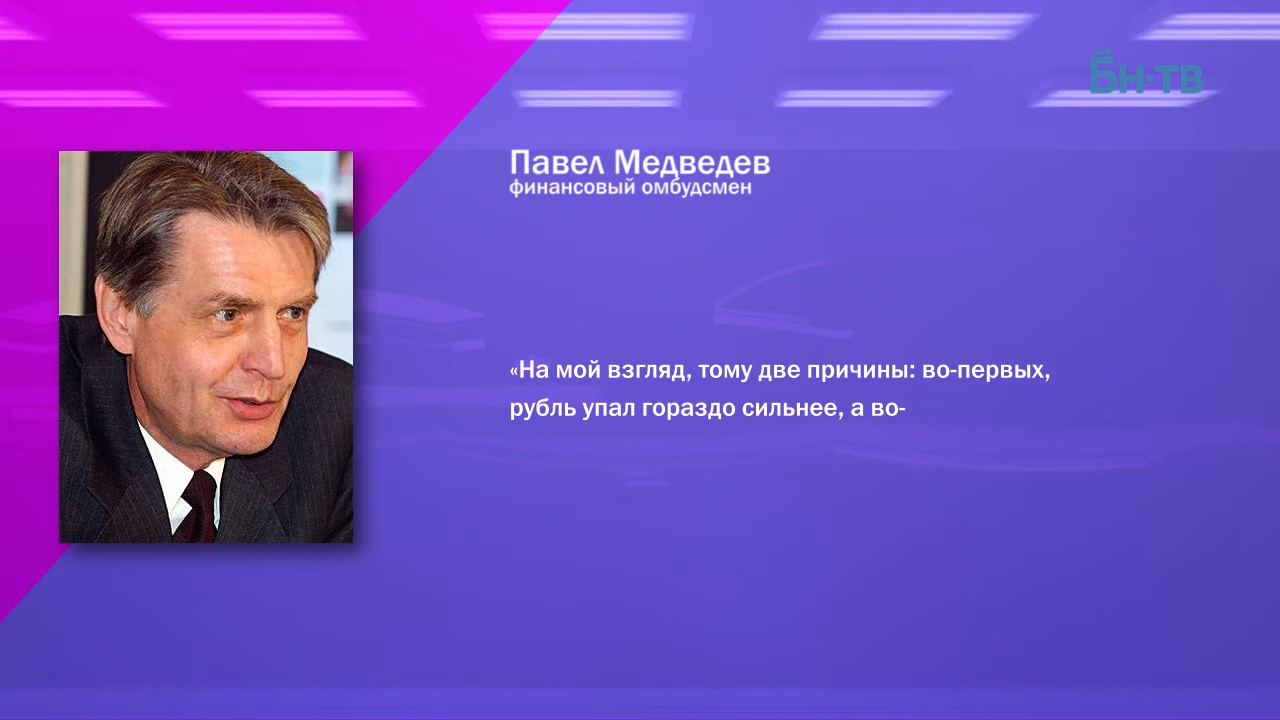 БН-ТВ
Павел Медведев
финансовый омбудсмен
«На мой взгляд, тому две причины: во-первых,
рубль упал гораздо сильнее, а во-